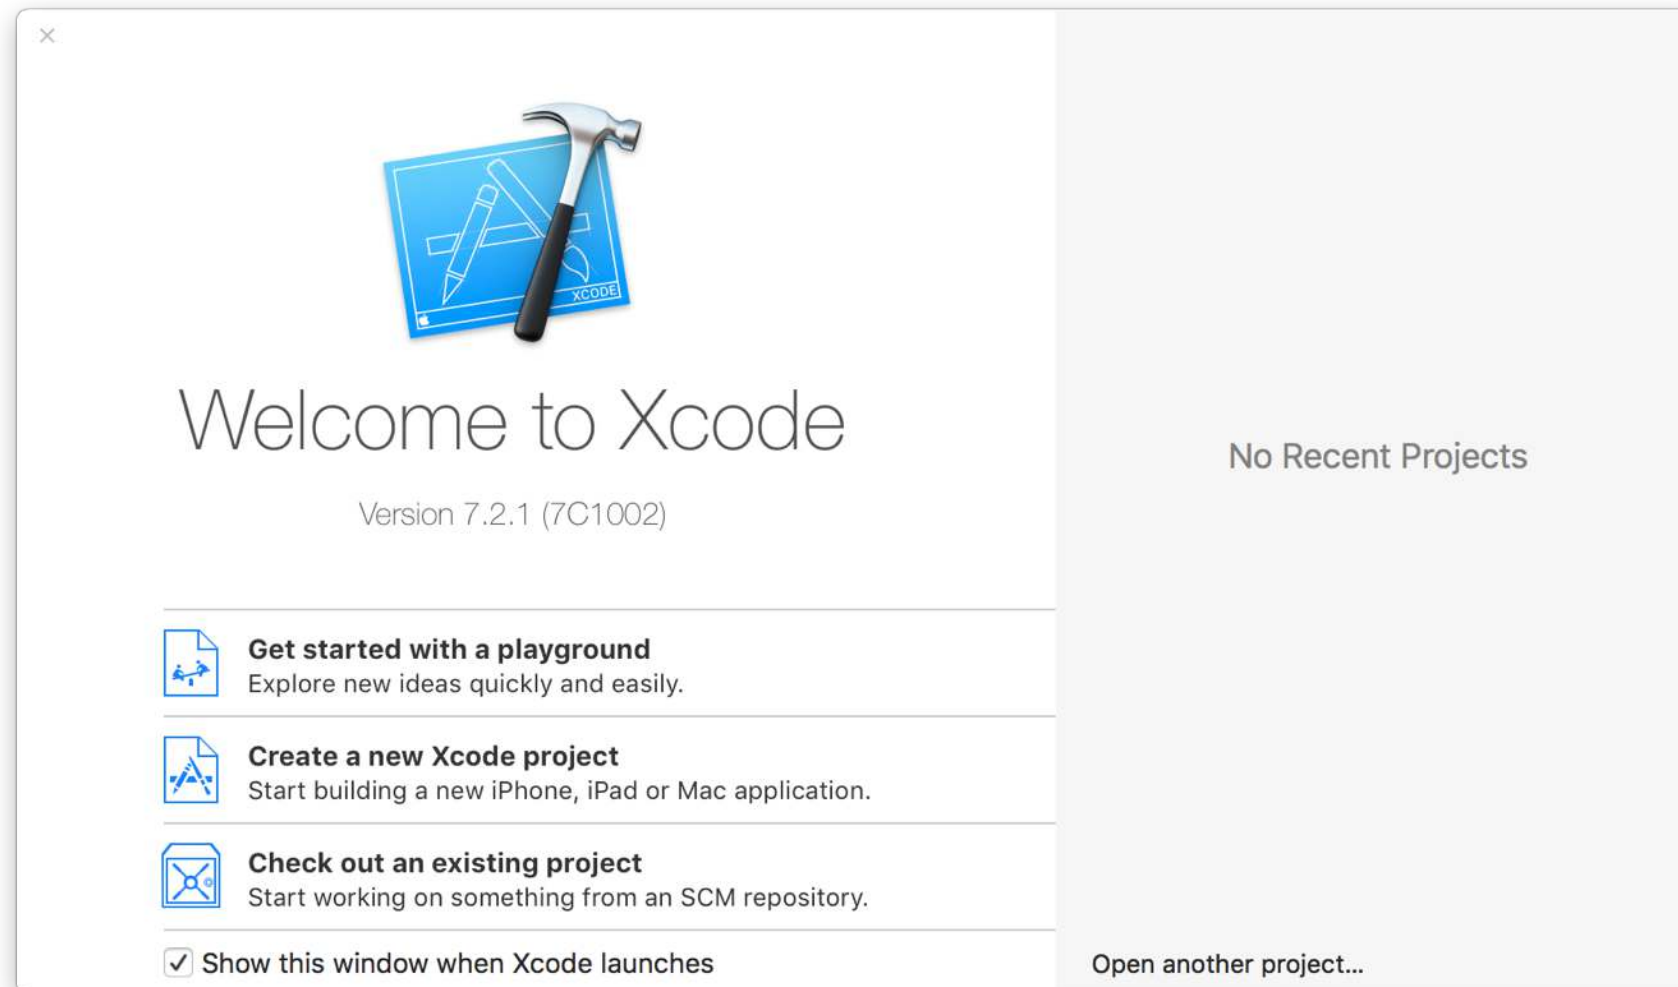 XCODE
Welcome to Xcode
Version 7.2.1 (7C1002)
Get started with a playground
Explore new ideas quickly and easily.
Create a new Xcode project
Start building a new iPhone, iPad or Mac application.
Check out an existing project
Start working on something from an SCM repository.
Show this window when Xcode launches
No Recent Projects
Open another project...